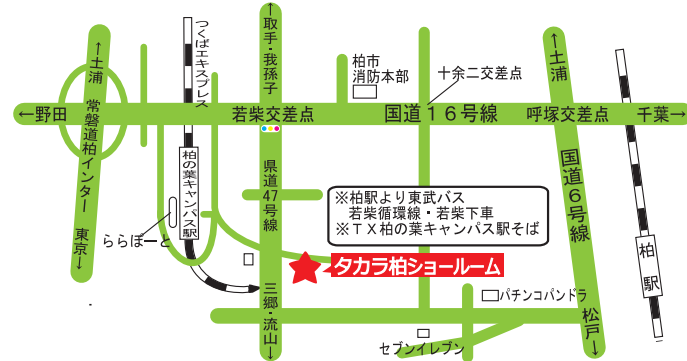 ←土浦
常磐道柏インター
東京↓
つくばエキスプレス
←取手・我孫子
柏市
消防本部
十余二交差点
←土浦
←野田
若柴交差点
国道16号線
呼塚交差点
千葉→
柏の葉キャンパス駅
県道47号線
国道6号線
※柏駅より東武バス
若柴循環線・若柴下車
※TX柏の葉キャンパス駅そば
ららぽーと
タカラ柏ショールーム
柏駅
三郷・流山→
パチンコパンドラ
松戸→
セブンイレブン